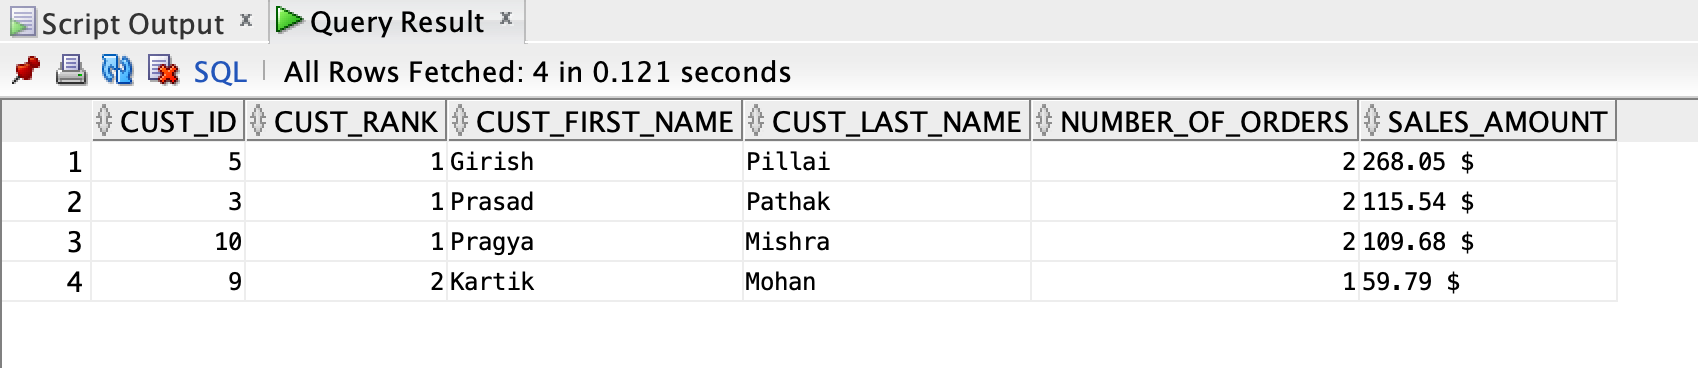 Script Output x Query Result x
SQL | All Rows Fetched: 4 in 0.121 seconds
CUST_ID CUST_RANK CUST_FIRST_NAME CUST_LAST_NAME NUMBER_OF_ORDERS SALES_AMOUNT
1 5 1 Girish Pillai 2 268.05 $
2 3 1 Prasad Pathak 2 115.54 $
3 10 1 Pragya Mishra 2 109.68 $
4 9 2 Kartik Mohan 1 59.79 $